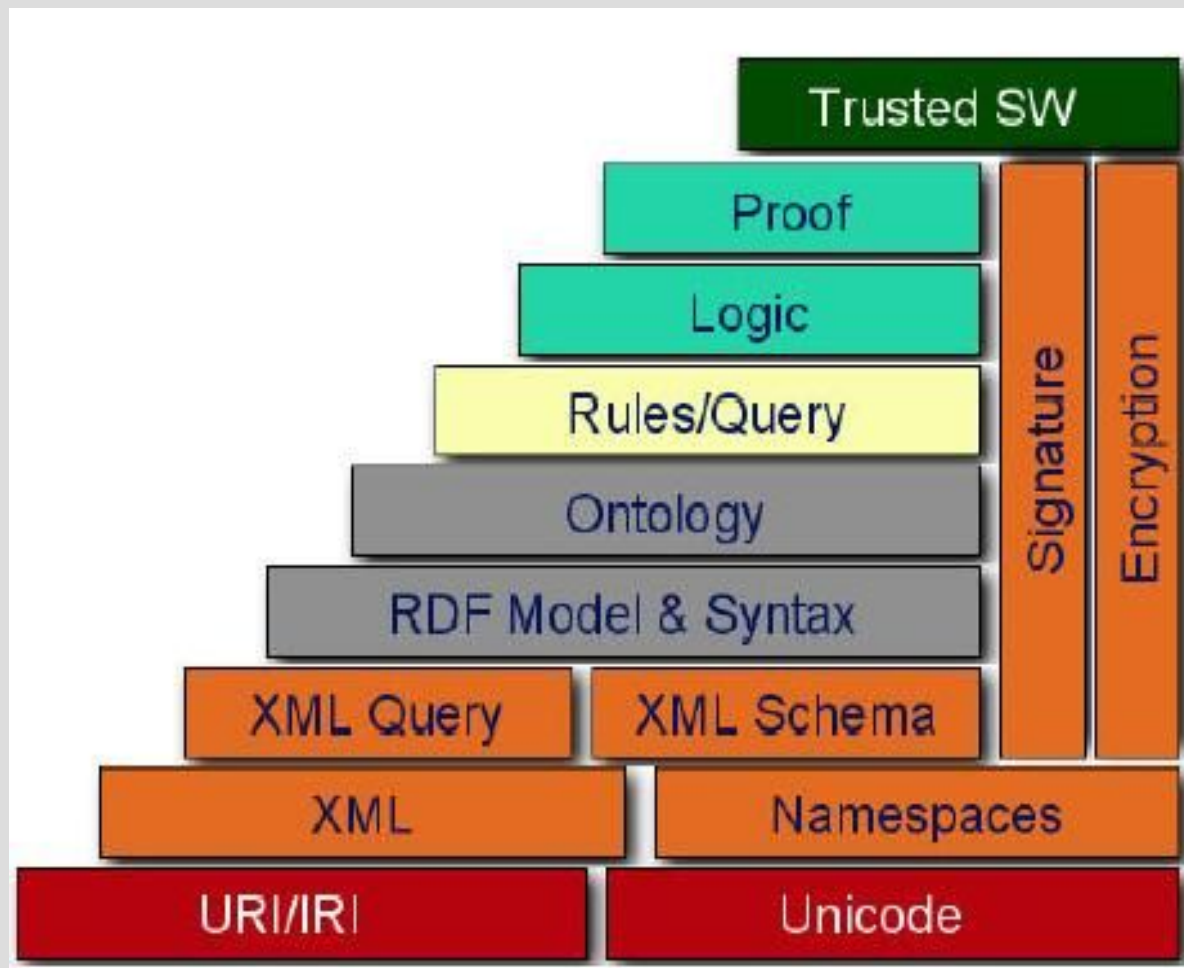 Trusted SW
Proof
Logic
Rules/Query
Ontology
RDF Model & Syntax
Signature
Encryption
XML Query
XML Schema
XML
Namespaces
URI/IRI
Unicode